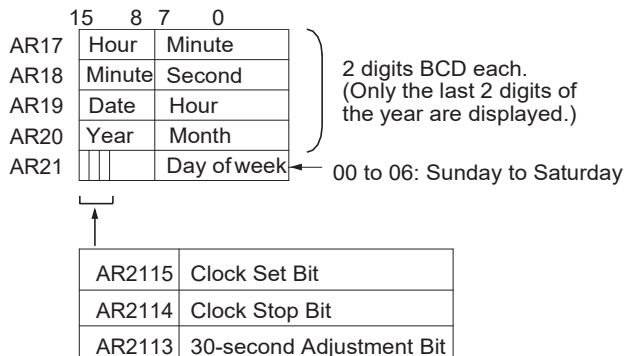 15 8 7 0
AR17 Hour Minute
AR18 Minute Second
AR19 Date Hour
AR20 Year Month
AR21 Day of week
2 digits BCD each.
(Only the last 2 digits of
the year are displayed.)
00 to 06: Sunday to Saturday
AR2115 Clock Set Bit
AR2114 Clock Stop Bit
AR2113 30-second Adjustment Bit